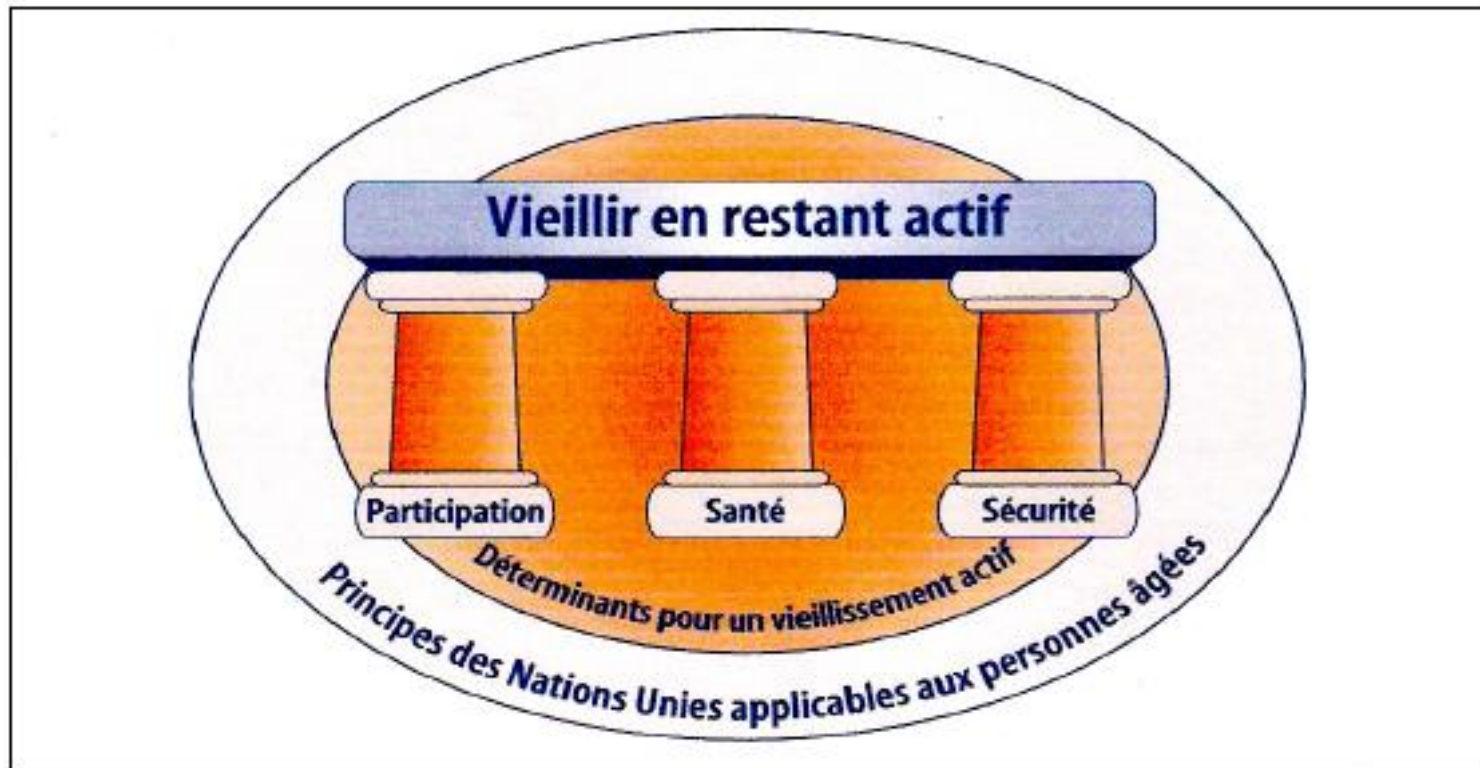 Vieillir en restant actif
Participation
Santé
Sécurité
Déterminants pour un vieillissement actif
Principes des Nations Unies applicables aux personnes âgées